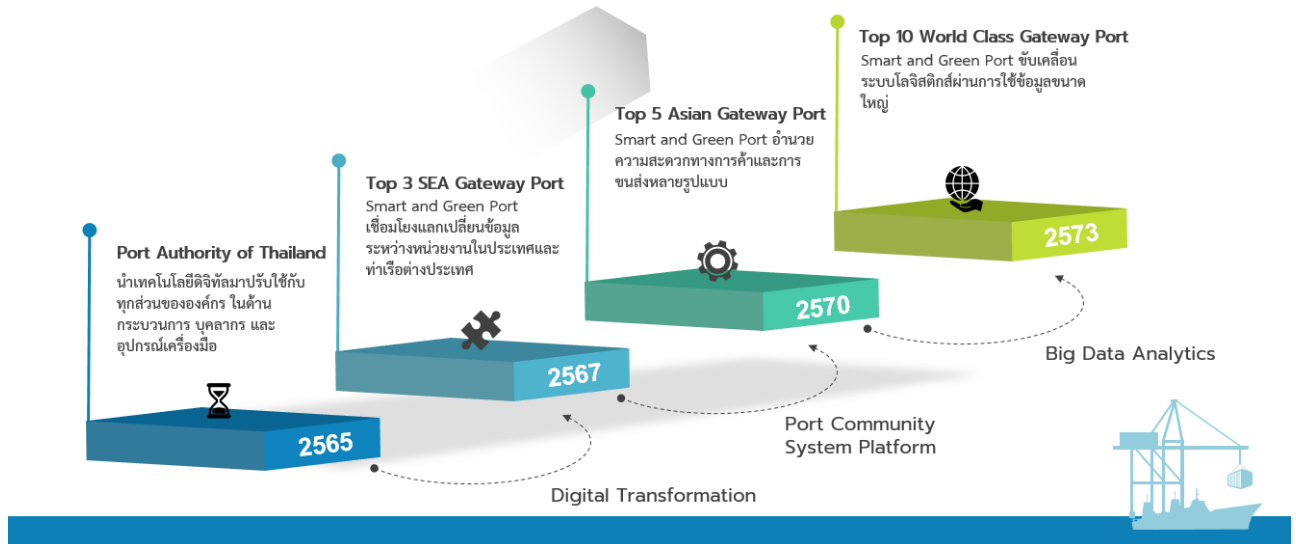 Port Authority of Thailand
นำเทคโนโลยีดิจิทัลมาปรับใช้กับ
ทุกส่วนขององค์กร ในด้าน
กระบวนการ บุคลากร และ
อุปกรณ์เครื่องมือ
2565
Digital Transformation
Top 3 SEA Gateway Port
Smart and Green Port
เชื่อมโยงแลกเปลี่ยนข้อมูล
ระหว่างหน่วยงานในประเทศและ
ท่าเรือต่างประเทศ
2567
Port Community
System Platform
Top 5 Asian Gateway Port
Smart and Green Port อำนวย
ความสะดวกทางการค้าและการ
ขนส่งหลายรูปแบบ
2570
Big Data Analytics
Top 10 World Class Gateway Port
Smart and Green Port ขับเคลื่อน
ระบบโลจิสติกส์ผ่านการใช้ข้อมูลขนาด
ใหญ่
2573